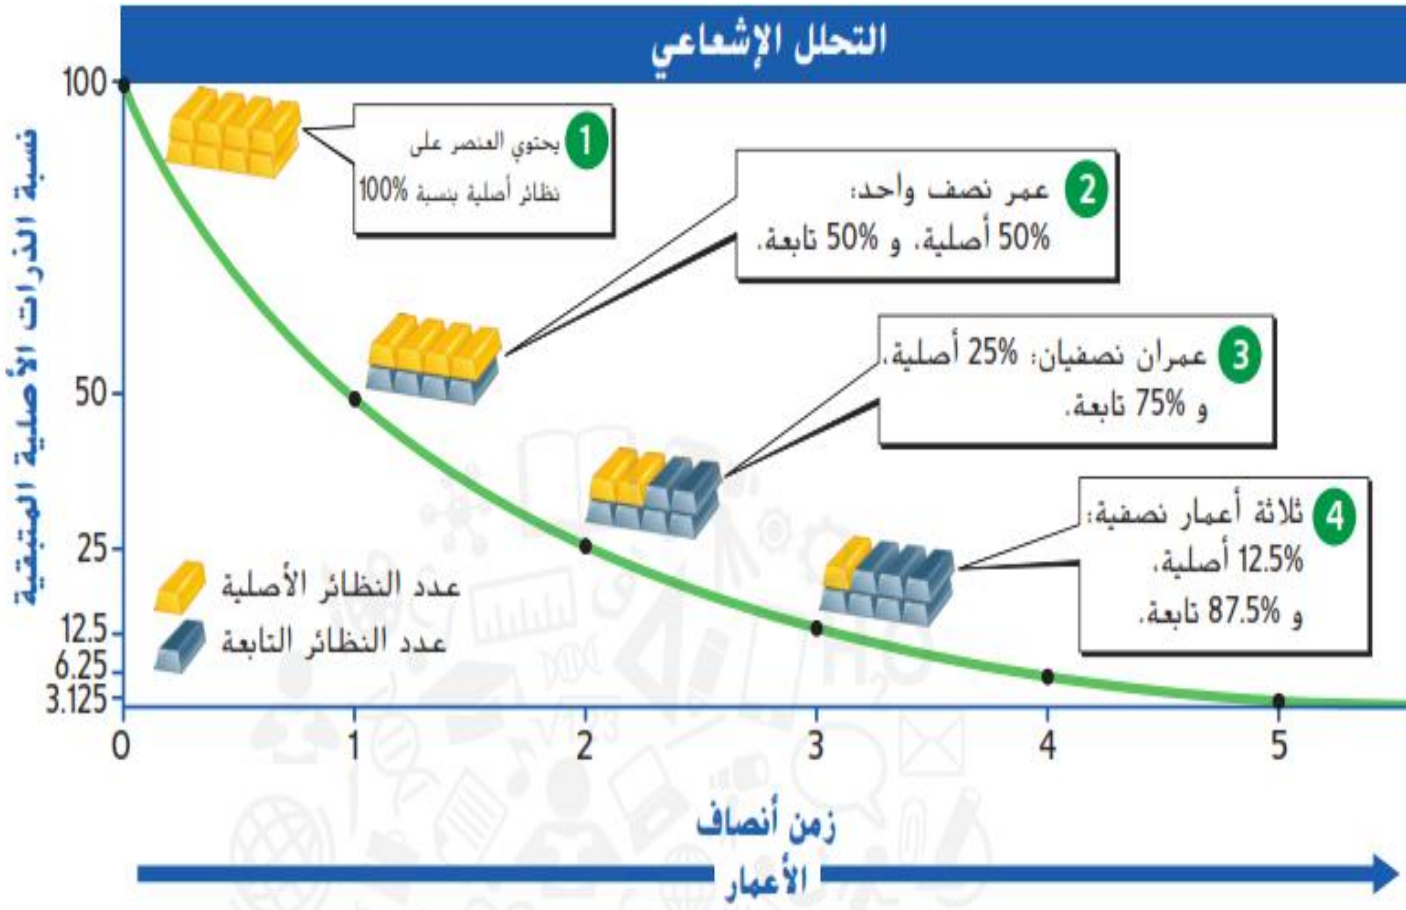 التحلل الإشعاعي
نسبة الذرات الأصلية المتبقية
100
50
25
12.5
6.25
3.125
1
يحتوي العنصر على
نظائر أصلية بنسبة 100%
2
عمر نصف واحد:
50% أصلية، و 50% تابعة.
3
عمران نصفيان: 25% أصلية،
و 75% تابعة.
4
ثلاثة أعمار نصفية:
12.5% أصلية،
و 87.5% تابعة.
عدد النظائر الأصلية
عدد النظائر التابعة
0 1 2 3 4 5
زمن أنصاف
الأعمار